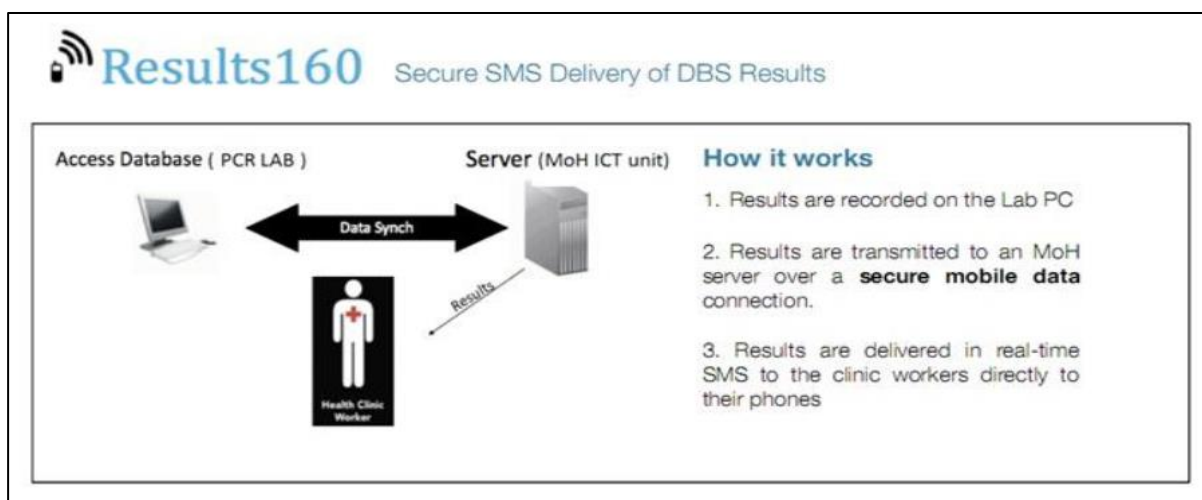 Results160 Secure SMS Delivery of DBS Results
Access Database ( PCR LAB )
Server (MoH ICT unit)
Data Synch
Results
Health Clinic
Worker
How it works
1. Results are recorded on the Lab PC
2. Results are transmitted to an MoH
server over a secure mobile data
connection.
3. Results are delivered in real-time
SMS to the clinic workers directly to
their phones